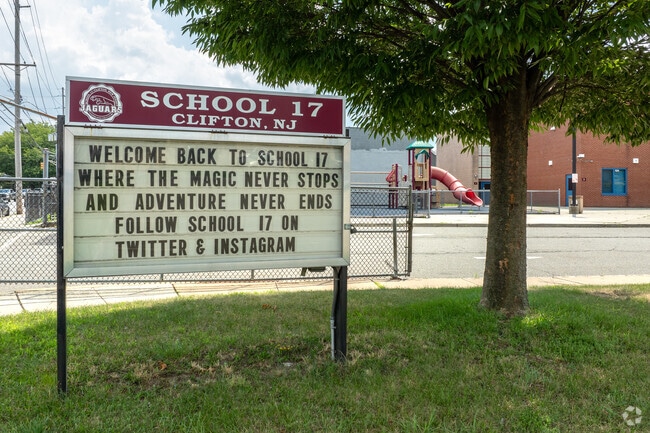 JAGUARS
SCHOOL 17
CLIFTON, NJ
WELCOME BACK TO SCHOOL 17
WHERE THE MAGIC NEVER STOPS
AND ADVENTURE NEVER ENDS
FOLLOW SCHOOL 17 ON
TWITTER & INSTAGRAM